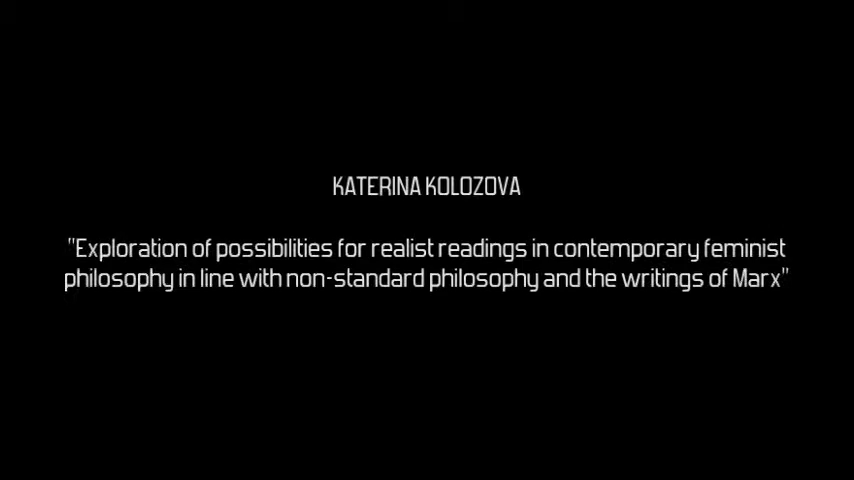 KATERINA KOLOZOVA
"Exploration of possibilities for realist readings in contemporary feminist
philosophy in line with non-standard philosophy and the writings of Marx"